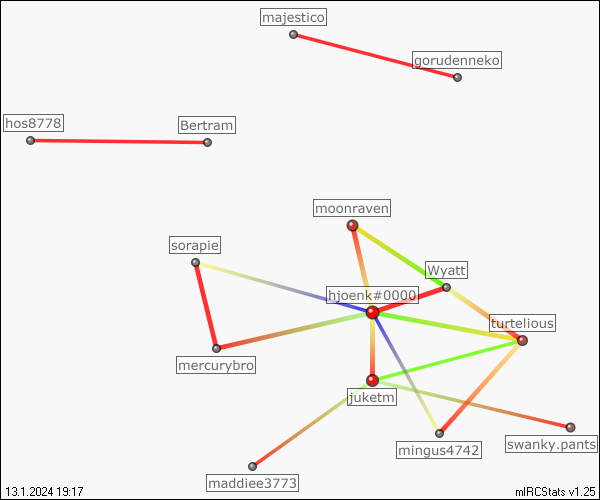 majestico
gorudenneko
hos8778
Bertram
moonraven
sorapie
Wyatt
hjoenk#0000
turtelious
mercurybro
juketm
mingus4742
swanky.pants
maddiee3773
13.1.2024 19:17
mIRCStats v1.25